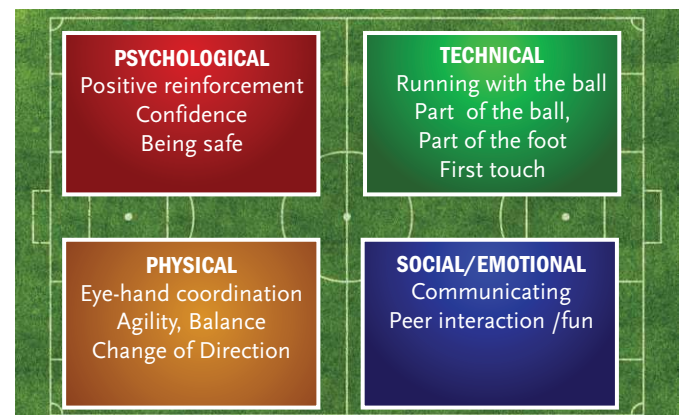 PSYCHOLOGICAL
Positive reinforcement
Confidence
Being safe
TECHNICAL
Running with the ball
Part of the ball,
Part of the foot
First touch
PHYSICAL
Eye-hand coordination
Agility, Balance
Change of Direction
SOCIAL/EMOTIONAL
Communicating
Peer interaction /fun